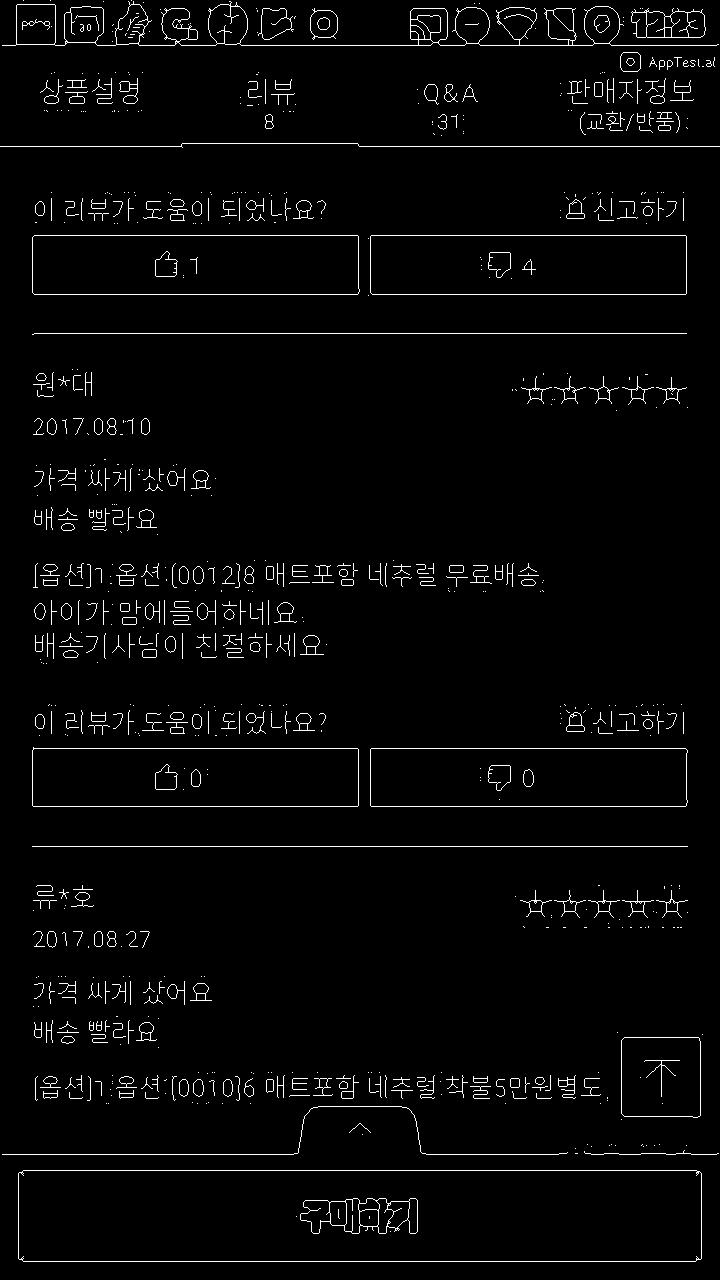 30 12:23
AppTest.ai
상품설명 리뷰 Q&A 판매자정보
8 31 (교환/반품)
이 리뷰가 도움이 되었나요? 신고하기
1 4
원*대
2017.08.10
가격 싸게 샀어요
배송 빨라요
[옵션]1.옵션:(0012)8 매트포함 네추럴 무료배송
아이가 맘에들어하네요
배송기사님이 친절하세요
이 리뷰가 도움이 되었나요? 신고하기
0 0
류*호
2017.08.27
가격 싸게 샀어요
배송 빨라요
[옵션]1.옵션:(0010)6 매트포함 네추럴 착불5만원별도
구매하기